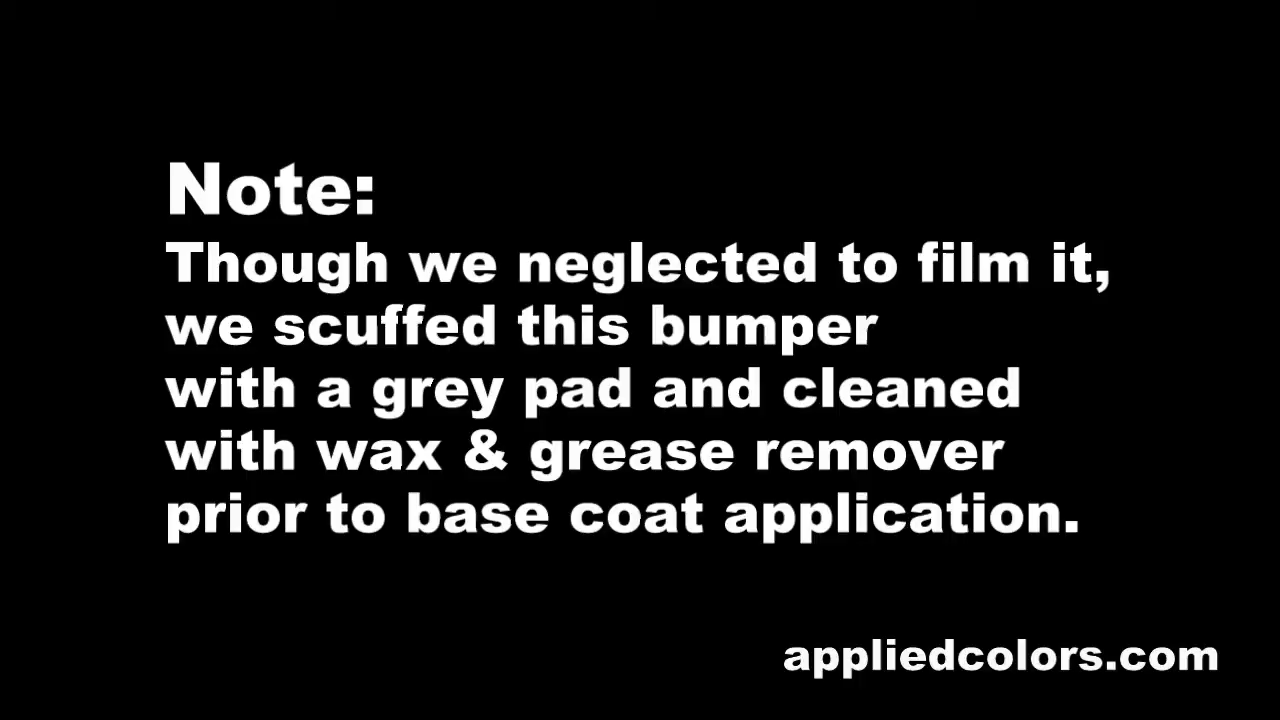 Note:
Though we neglected to film it,
we scuffed this bumper
with a grey pad and cleaned
with wax & grease remover
prior to base coat application.
appliedcolors.com